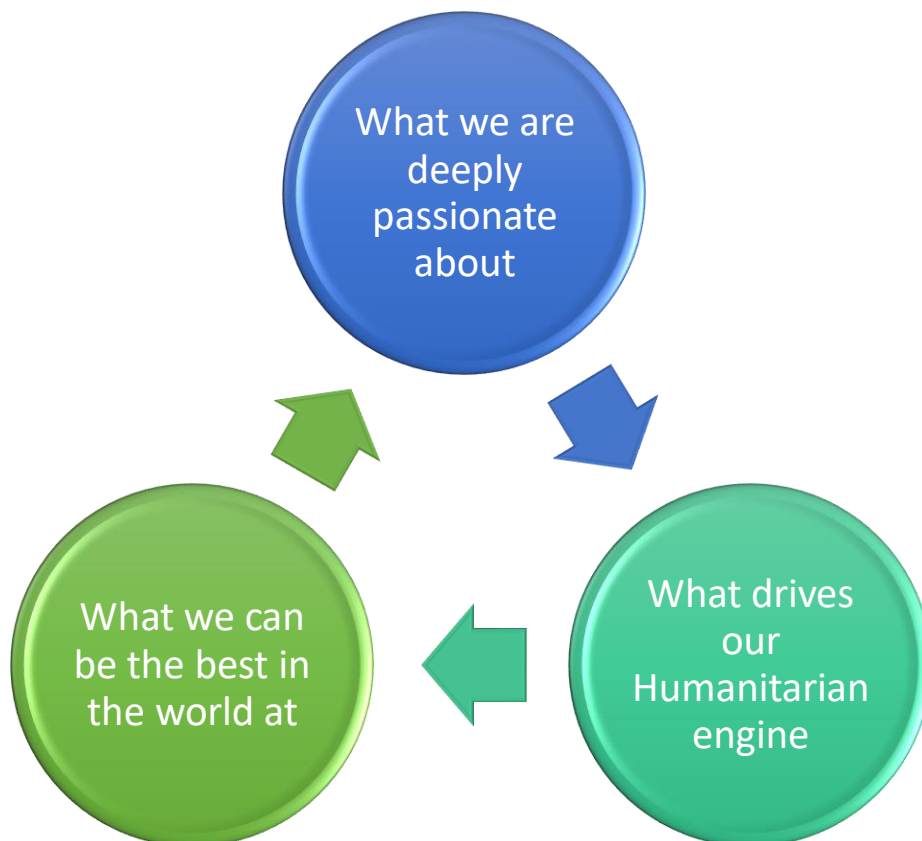 What we are
deeply
passionate
about
What drives
our
Humanitarian
engine
What we can
be the best in
the world at